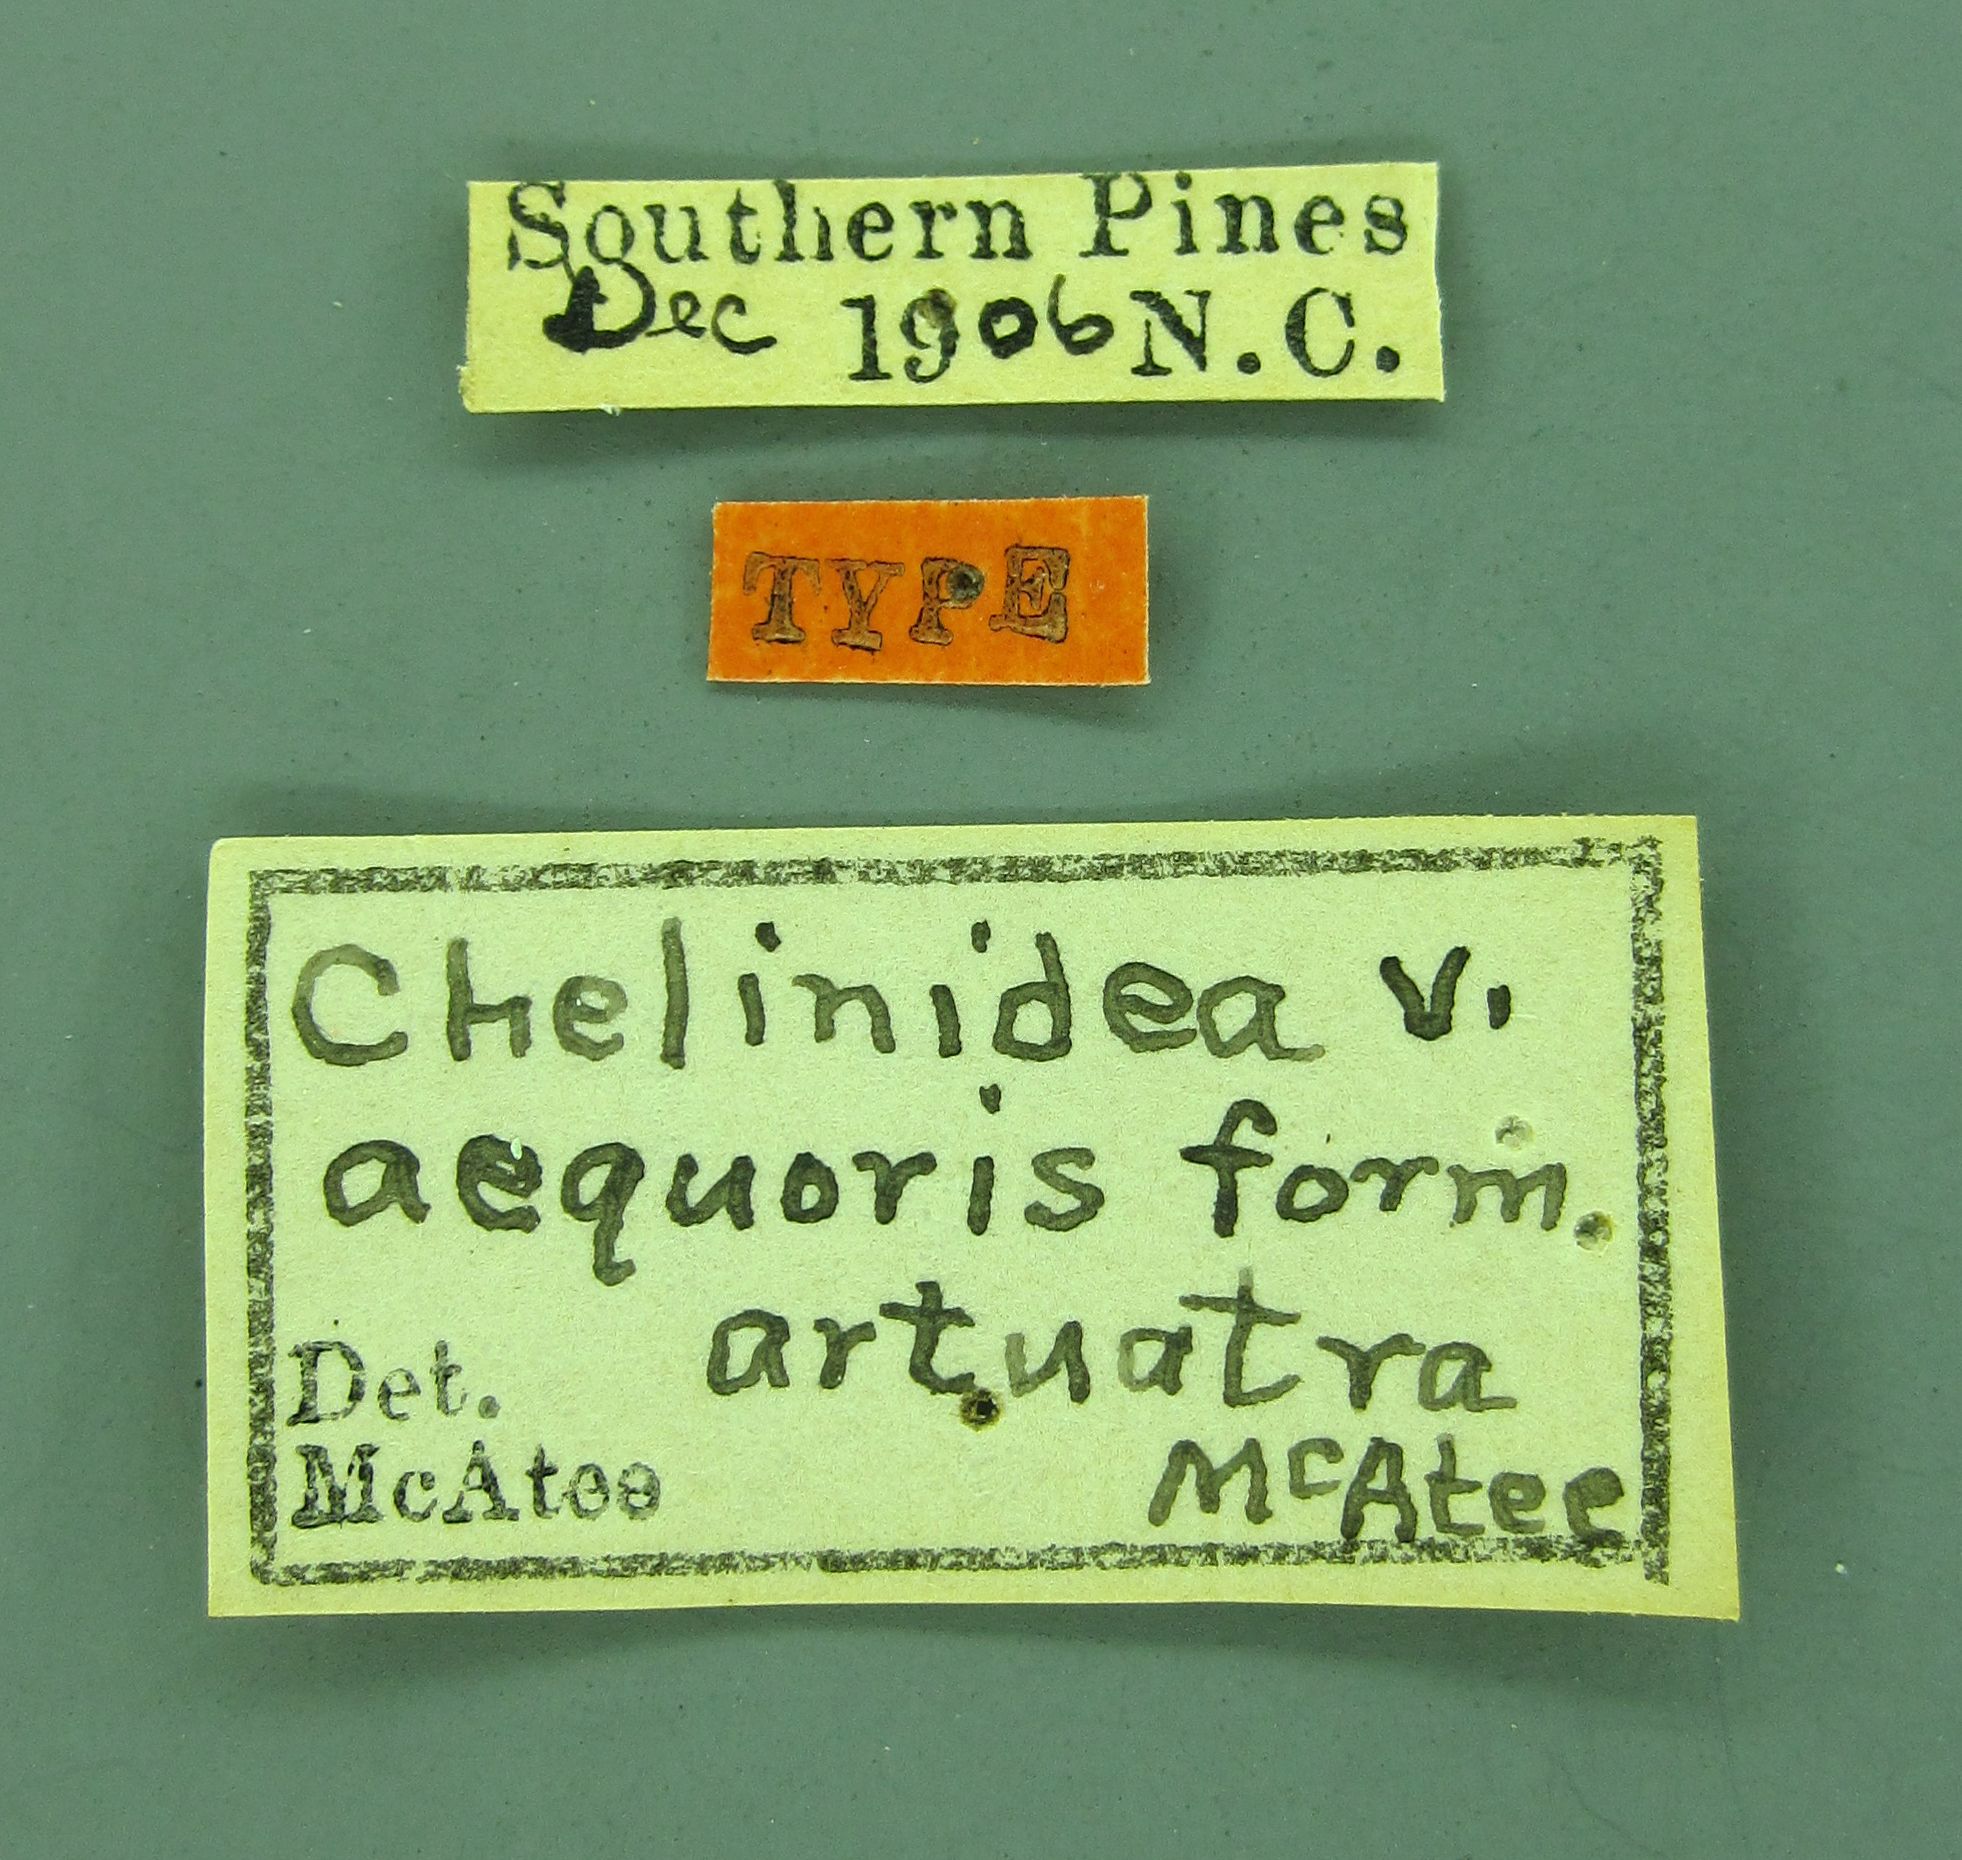 Southern Pines
Dec 1906 N. C.
TYPE
Chelinidea v.
aequoris form.
artuatra
Det.
McAtee
McAtee